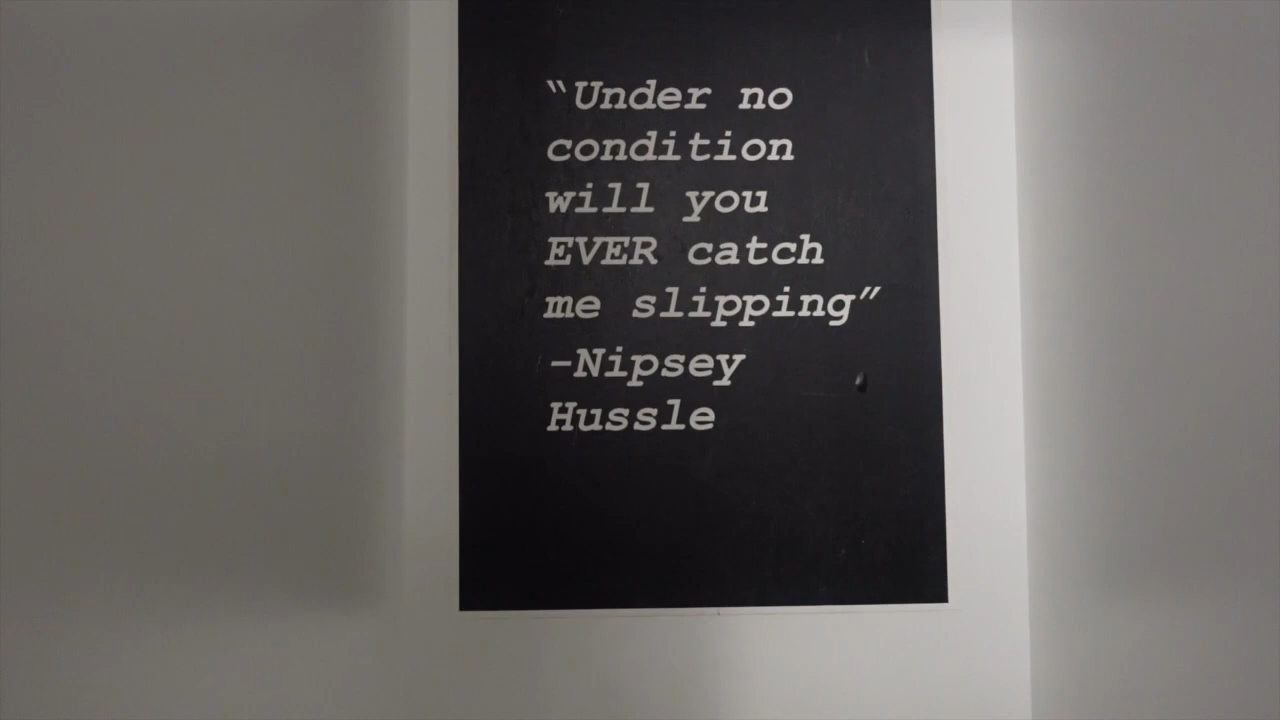 “Under no
condition
will you
EVER catch
me slipping”
-Nipsey
Hussle